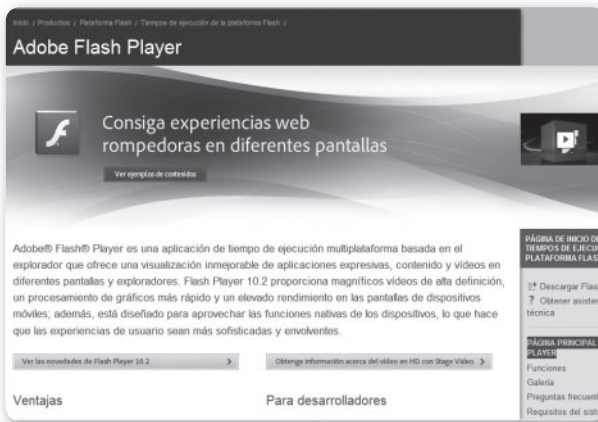 Inicio / Productos / Plataforma Flash / Tiempos de ejecución de la plataforma Flash /
Adobe Flash Player
Consiga experiencias web
rompedoras en diferentes pantallas
Ver ejemplos de contenidos
Adobe® Flash® Player es una aplicación de tiempo de ejecución multiplataforma basada en el
explorador que ofrece una visualización inmejorable de aplicaciones expresivas, contenido y vídeos en
diferentes pantallas y exploradores. Flash Player 10.2 proporciona magníficos vídeos de alta definición,
un procesamiento de gráficos más rápido y un elevado rendimiento en las pantallas de dispositivos
móviles; además, está diseñado para aprovechar las funciones nativas de los dispositivos, lo que hace
que las experiencias de usuario sean más sofisticadas y envolventes.
Ver las novedades de Flash Player 10.2
Obtenga información acerca del vídeo en HD con Stage Video
Ventajas
Para desarrolladores
PÁGINA DE INICIO DE
TIEMPOS DE EJECU
PLATAFORMA FLAS
Descargar Flas
? Obtener asisten
técnica
PÁGINA PRINCIPAL
PLAYER
Funciones
Galería
Preguntas frecuent
Requisitos del sist